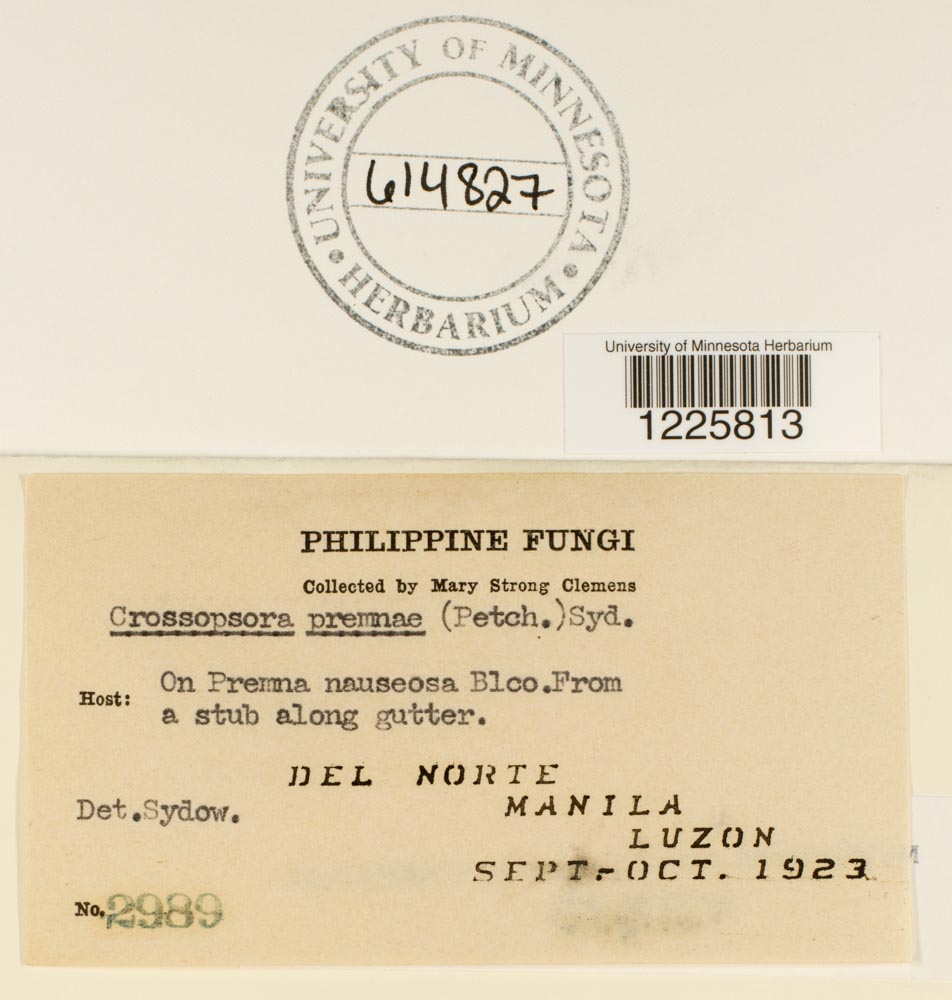 UNIVERSITY OF MINNESOTA
614827
• HERBARIUM •
University of Minnesota Herbarium
1225813
PHILIPPINE FUNGI
Collected by Mary Strong Clemens
Crossopsora premnae (Petch.)Syd.
Host: On Premna nauseosa Blco.From
a stub along gutter.
DEL NORTE
MANILA
Det.Sydow.
LUZON
SEPT.-OCT. 1923
No. 2989